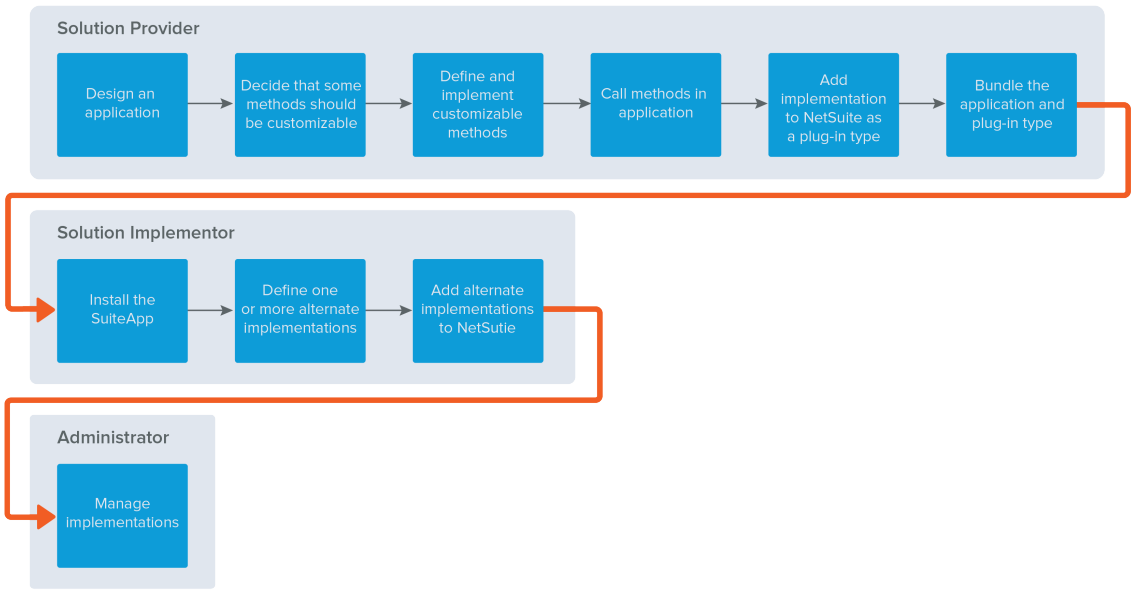 Solution Provider
Design an
application
Decide that some
methods should
be customizable
Define and
implement
customizable
methods
Call methods in
application
Add
implementation
to NetSuite as
a plug-in type
Bundle the
application and
plug-in type
Solution Implementor
Install the
SuiteApp
Define one
or more alternate
implementations
Add alternate
implementations
to NetSutie
Administrator
Manage
implementations